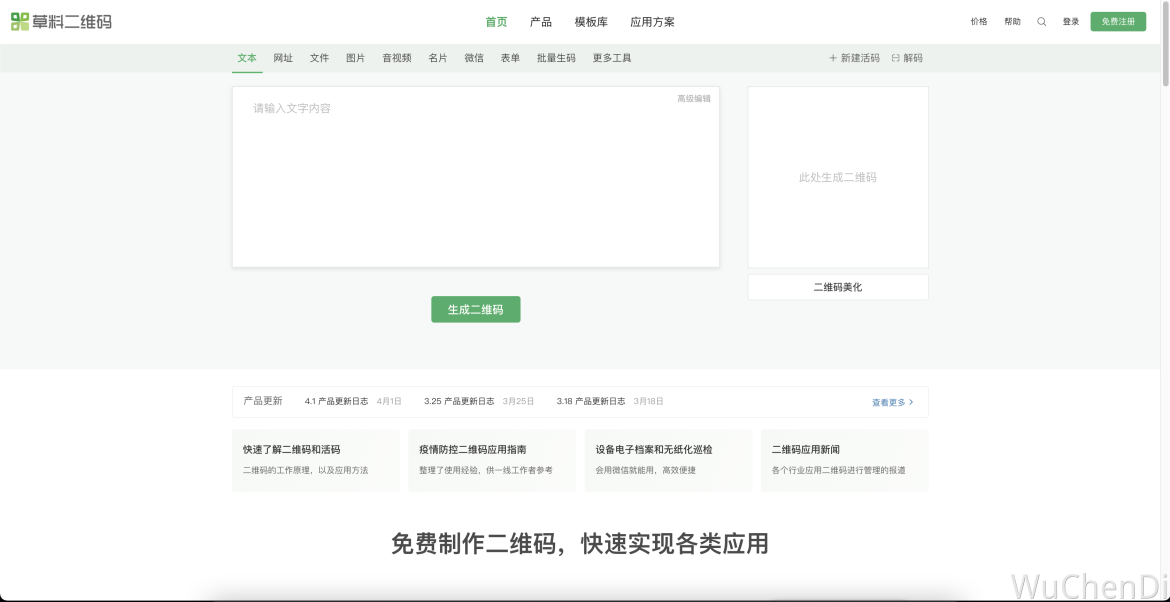 草料二维码 首页 产品 模板库 应用方案 价格 帮助 登录 免费注册
文本 网址 文件 图片 音视频 名片 微信 表单 批量生码 更多工具 新建活码 解码
高级编辑
请输入文字内容
此处生成二维码
二维码美化
生成二维码
产品更新 4.1 产品更新日志 4月1日 3.25 产品更新日志 3月25日 3.18 产品更新日志 3月18日 查看更多
快速了解二维码和活码
二维码的工作原理，以及应用方法
疫情防控二维码应用指南
整理了使用经验，供一线工作者参考
设备电子档案和无纸化巡检
会用微信就能用，高效便捷
二维码应用新闻
各个行业应用二维码进行管理的报道
免费制作二维码，快速实现各类应用
WuChenDi